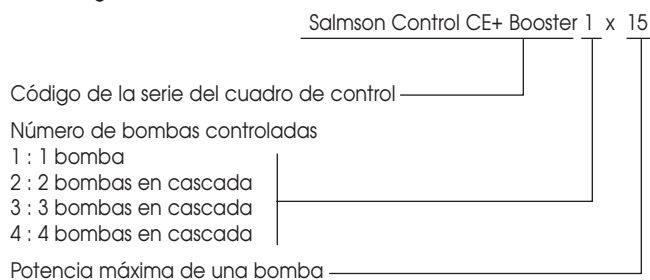 Salmson Control CE+ Booster 1 x 15
Código de la serie del cuadro de control
Número de bombas controladas
1 : 1 bomba
2 : 2 bombas en cascada
3 : 3 bombas en cascada
4 : 4 bombas en cascada
Potencia máxima de una bomba